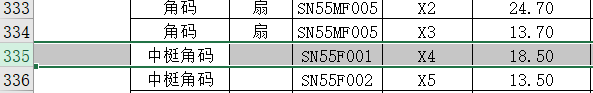 333 角码 扇 SN55MF005 X2 24.70
334 角码 扇 SN55MF005 X3 13.70
335 中梃角码 SN55F001 X4 18.50
336 中梃角码 SN55F002 X5 13.50